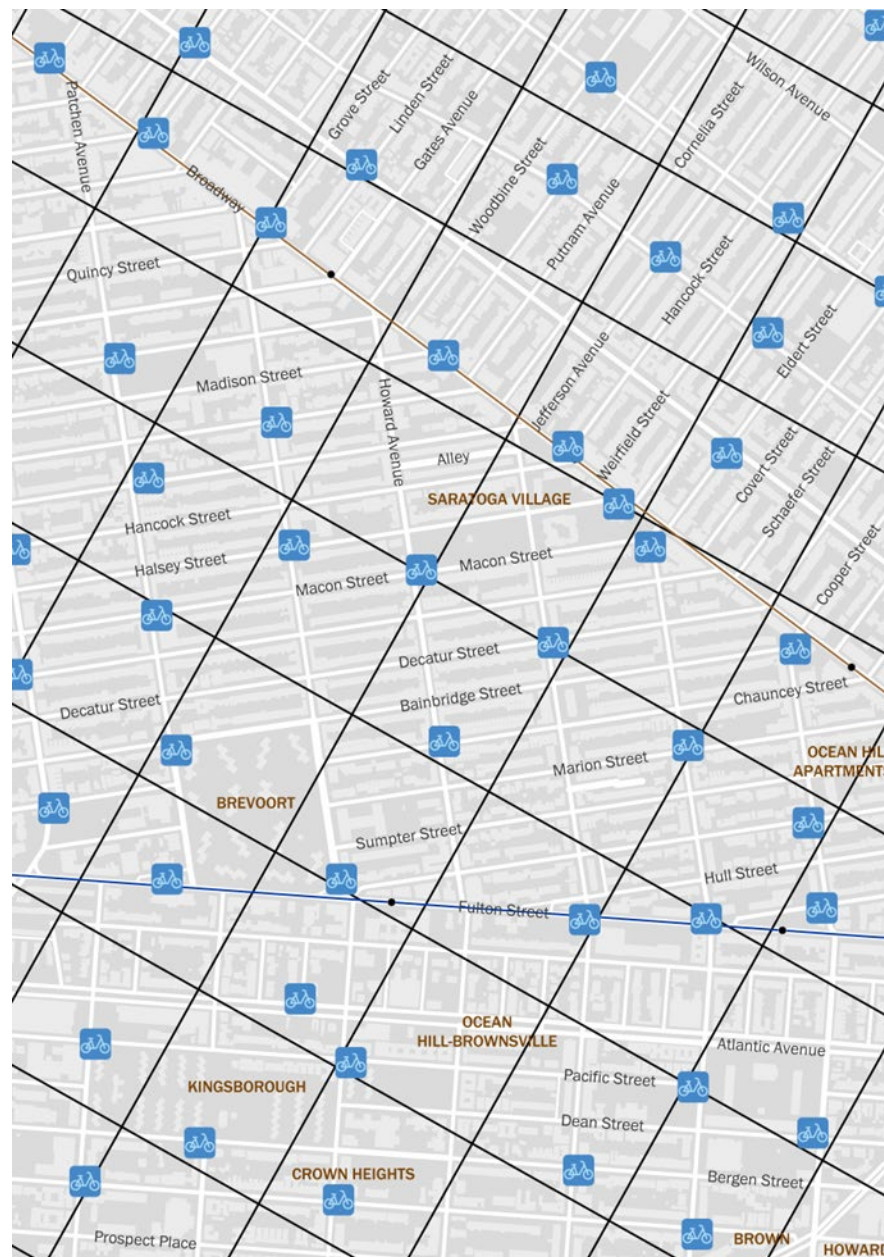 Wilson Avenue
Patchen Avenue
Grove Street
Linden Street
Gates Avenue
Cornelia Street
Woodbine Street
Broadway
Putnam Avenue
Quincy Street
Hancock Street
Eldert Street
Madison Street
Howard Avenue
Jefferson Avenue
Weirfield Street
Alley
Covert Street
SARATOGA VILLAGE
Schaefer Street
Hancock Street
Halsey Street
Macon Street
Macon Street
Cooper Street
Decatur Street
Decatur Street
Bainbridge Street
Chauncey Street
Marion Street
OCEAN HIL
APARTMENTS
BREVOORT
Sumpter Street
Hull Street
Fulton Street
OCEAN
HILL-BROWNSVILLE
Atlantic Avenue
KINGSBOROUGH
Pacific Street
Dean Street
CROWN HEIGHTS
Bergen Street
Prospect Place
BROWN
HOWAR